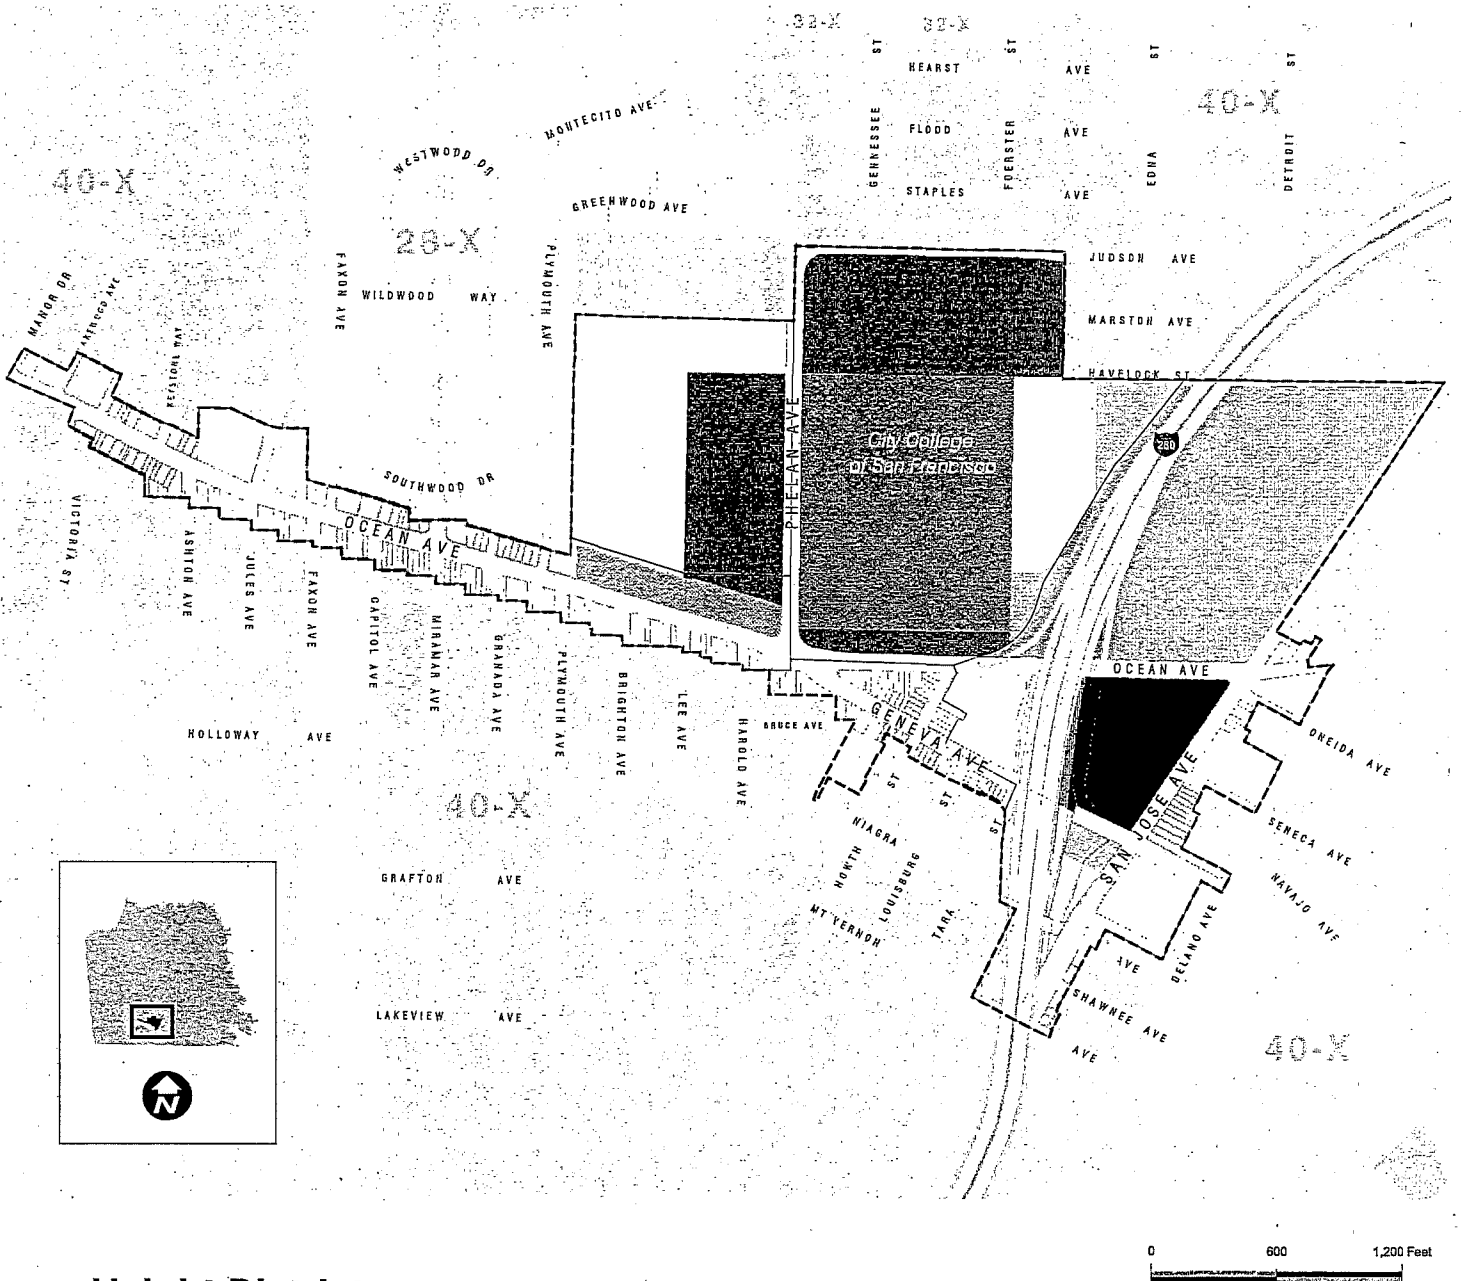 32-X
32-X
ST
ST
ST
ST
HEARST
AVE
40-X
MONTECITO AVE
GENNESSEE
FLOOD
FOERSTER
AVE
EDNA
DETROIT
WESTWOOD DR
40-X
STAPLES
AVE
GREENWOOD AVE
28-X
JUDSON AVE
MANOR DR
FAXON AVE
WILDWOOD WAY
PLYMOUTH AVE
MARSTON AVE
HAVELOCK ST
PHELAN AVE
City College
of San Francisco
280
SOUTHWOOD DR
OCEAN AVE
VICTORIA ST
ASHTON AVE
JULES AVE
FAXON AVE
CAPITOL AVE
MIRAMAR AVE
GRANADA AVE
PLYMOUTH AVE
BRIGHTON AVE
LEE AVE
HAROLD AVE
BRUCE AVE
OCEAN AVE
GENEVA AVE
HOLLOWAY AVE
ONEIDA AVE
SAN JOSE AVE
ST
ST
ST
40-X
NIAGRA
SENECA AVE
NORTH
LOUISBURG
GRAFTON AVE
NAVAJO AVE
MT VERNON
TARA
DELANO AVE
AVE
LAKEVIEW AVE
SHAWNEE AVE
AVE
40-X
N
0 600 1,200 Feet